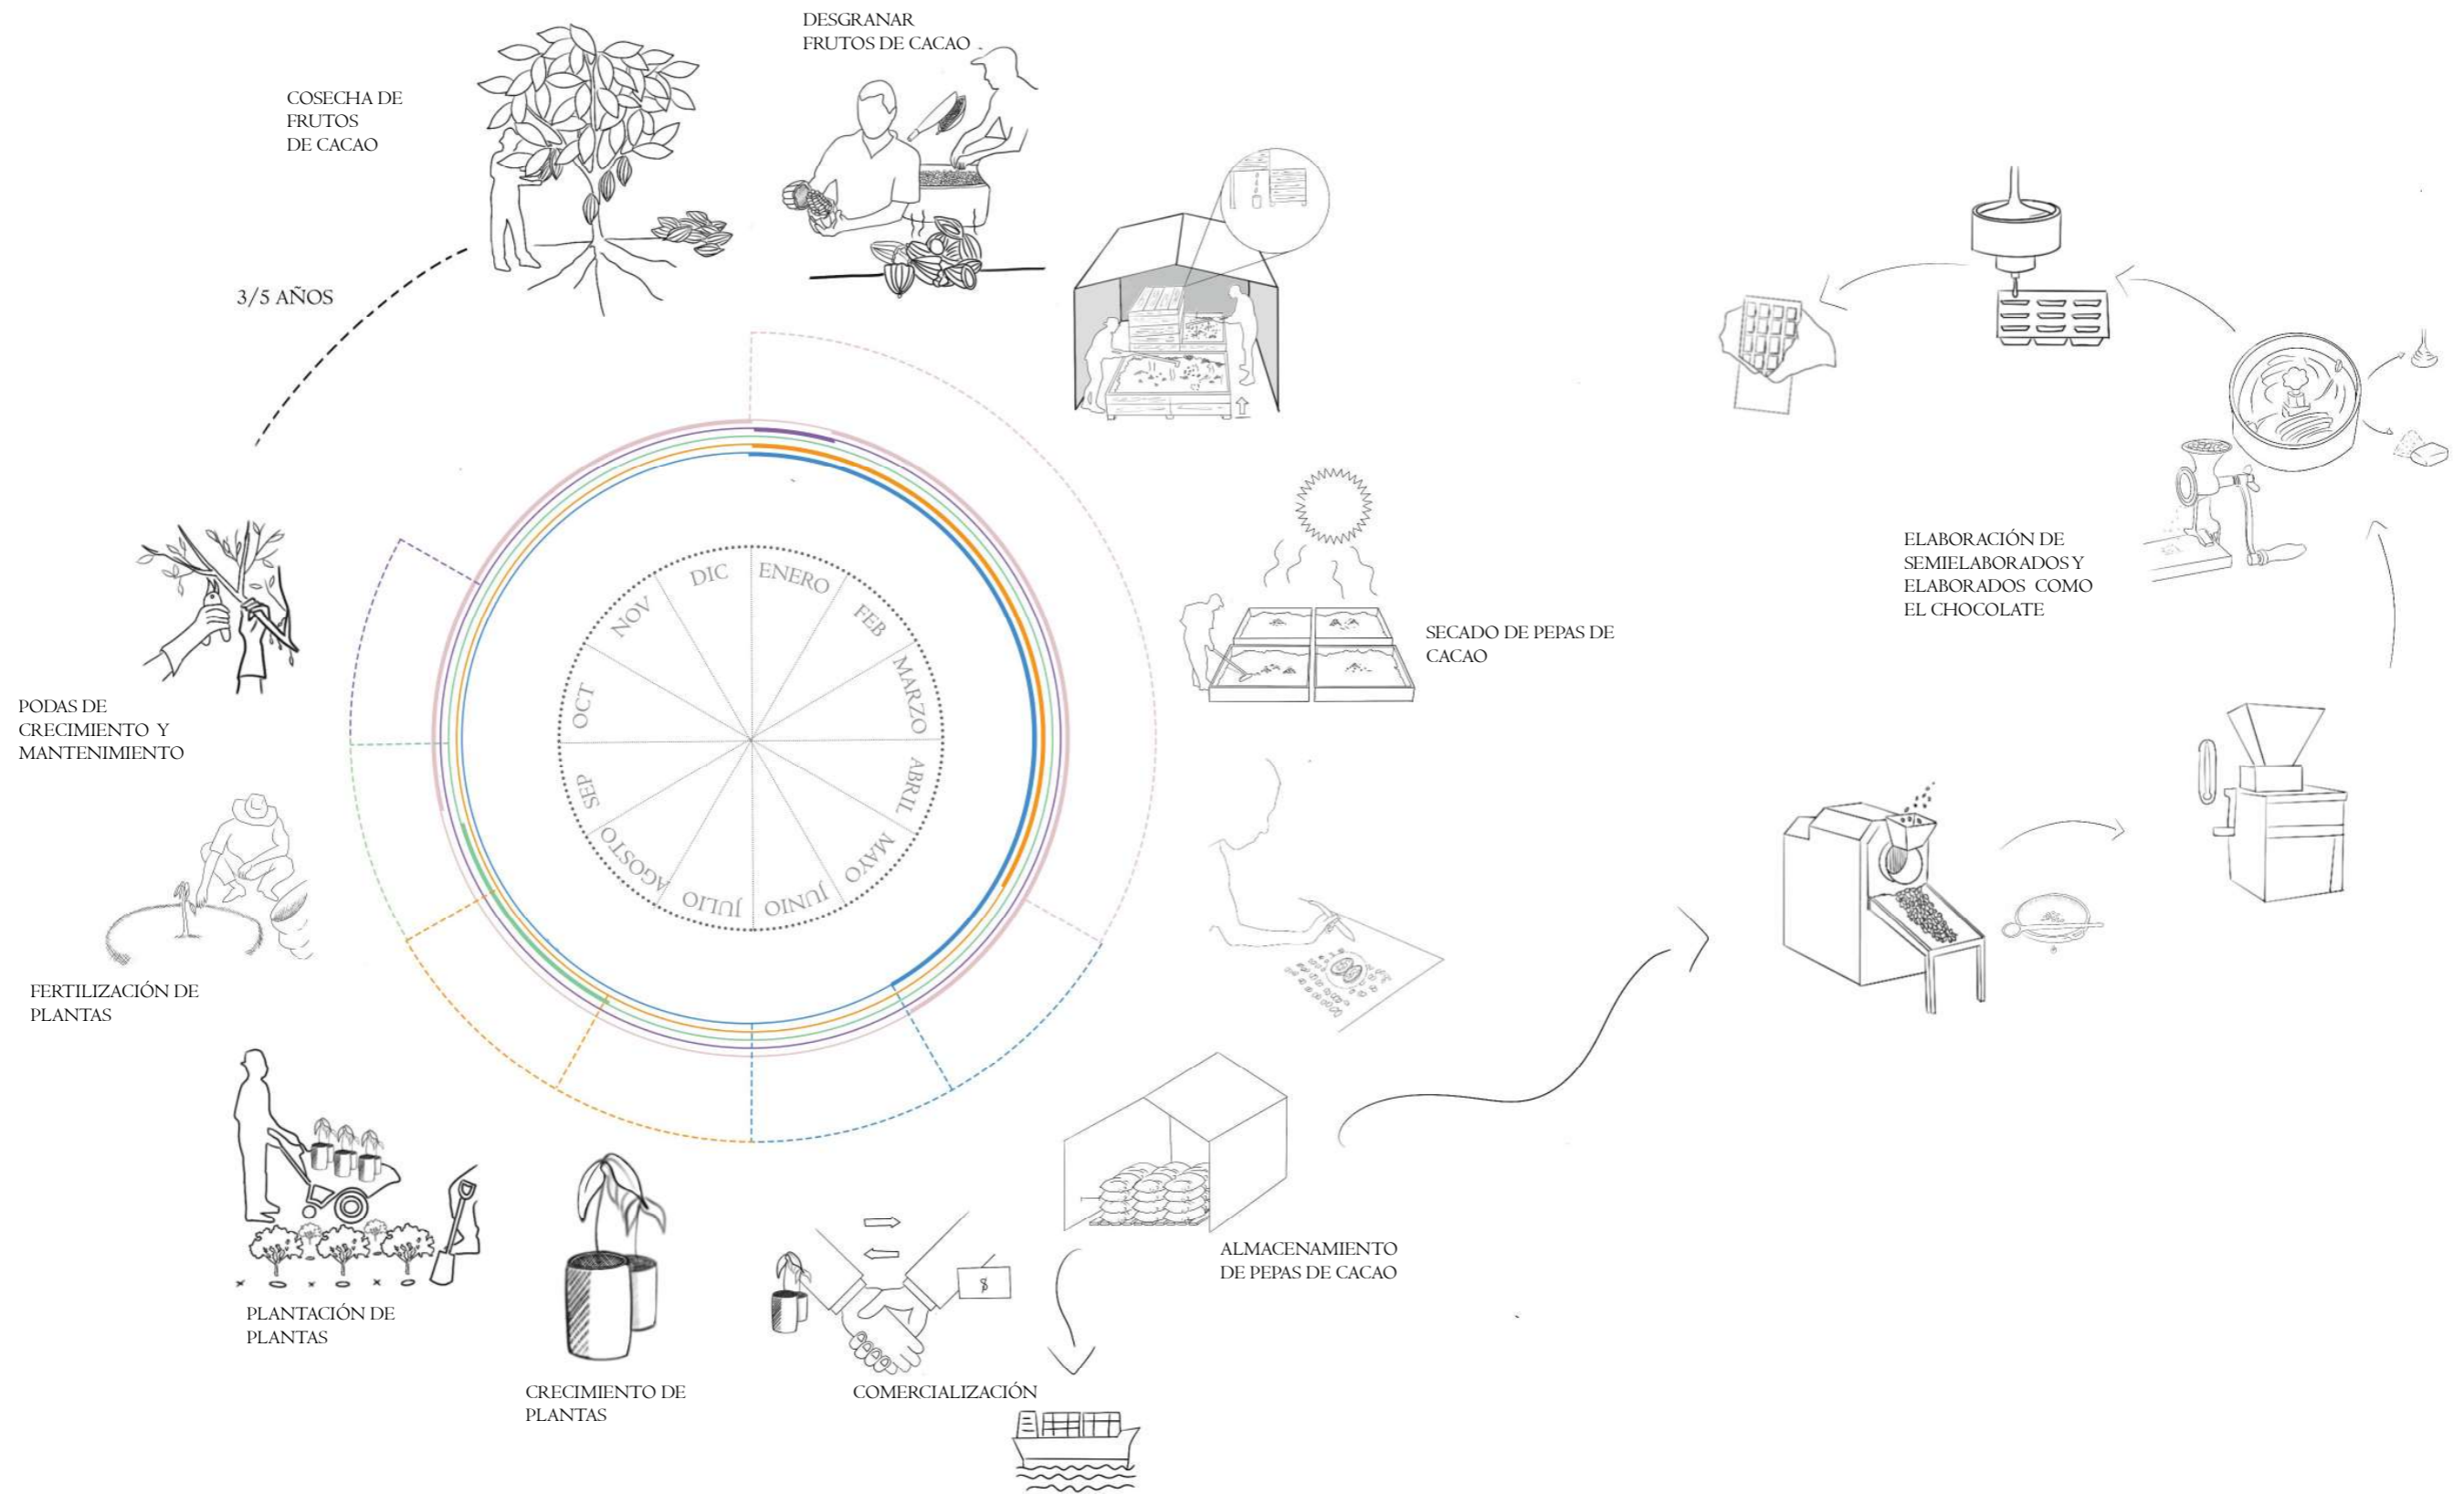 DESGRANAR
FRUTOS DE CACAO
COSECHA DE
FRUTOS
DE CACAO
3/5 AÑOS
PODAS DE
CRECIMIENTO Y
MANTENIMIENTO
FERTILIZACIÓN DE
PLANTAS
PLANTACIÓN DE
PLANTAS
CRECIMIENTO DE
PLANTAS
COMERCIALIZACIÓN
$
ALMACENAMIENTO
DE PEPAS DE CACAO
SECADO DE PEPAS DE
CACAO
ELABORACIÓN DE
SEMIELABORADOS Y
ELABORADOS COMO
EL CHOCOLATE
ENERO
FEB
MARZO
ABRIL
MAYO
JUNIO
JULIO
AGOSTO
SEP
OCT
NOV
DIC